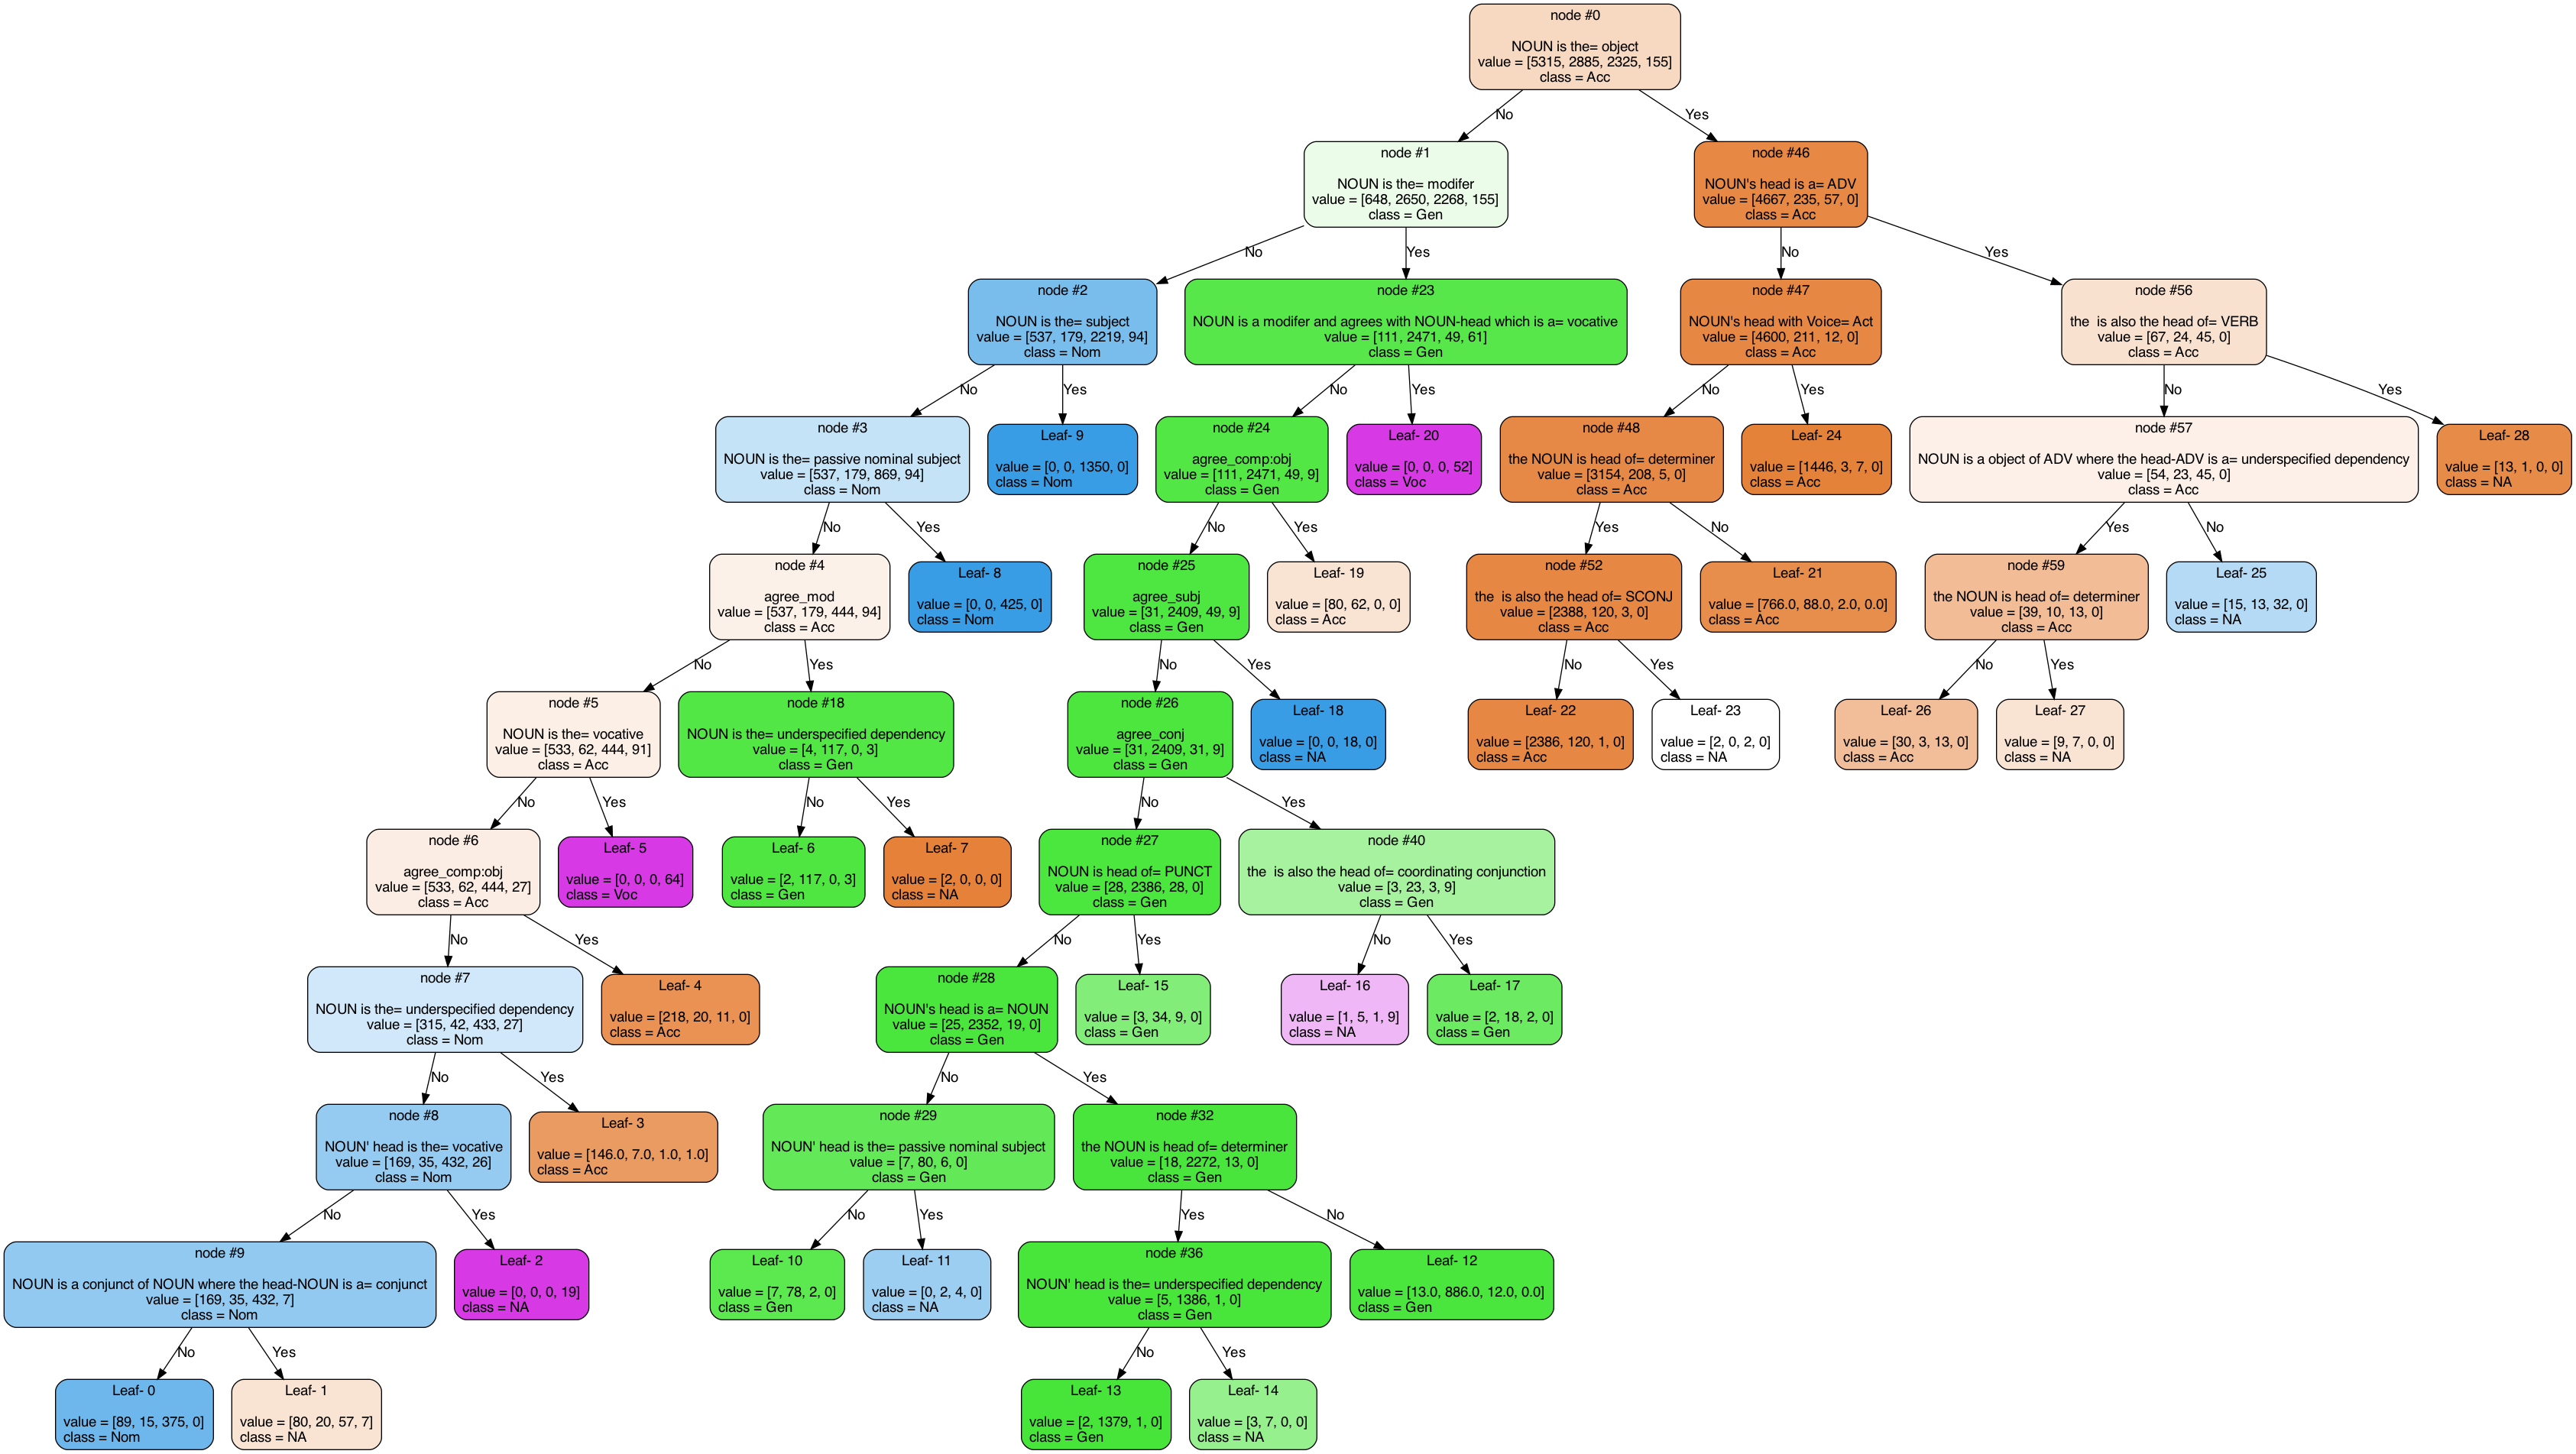 node #0
NOUN is the= object
value = [5315, 2885, 2325, 155]
class = Acc
No
Yes
node #1
NOUN is the= modifer
value = [648, 2650, 2268, 155]
class = Gen
node #46
NOUN's head is a= ADV
value = [4667, 235, 57, 0]
class = Acc
No
Yes
No
Yes
node #2
NOUN is the= subject
value = [537, 179, 2219, 94]
class = Nom
node #23
NOUN is a modifer and agrees with NOUN-head which is a= vocative
value = [111, 2471, 49, 61]
class = Gen
node #47
NOUN's head with Voice= Act
value = [4600, 211, 12, 0]
class = Acc
node #56
the  is also the head of= VERB
value = [67, 24, 45, 0]
class = Acc
No
Yes
No
Yes
No
Yes
No
Yes
node #3
NOUN is the= passive nominal subject
value = [537, 179, 869, 94]
class = Nom
Leaf- 9
value = [0, 0, 1350, 0]
class = Nom
node #24
agree_comp:obj
value = [111, 2471, 49, 9]
class = Gen
Leaf- 20
value = [0, 0, 0, 52]
class = Voc
node #48
the NOUN is head of= determiner
value = [3154, 208, 5, 0]
class = Acc
Leaf- 24
value = [1446, 3, 7, 0]
class = Acc
node #57
NOUN is a object of ADV where the head-ADV is a= underspecified dependency
value = [54, 23, 45, 0]
class = Acc
Leaf- 28
value = [13, 1, 0, 0]
class = NA
No
Yes
No
Yes
Yes
No
Yes
No
node #4
agree_mod
value = [537, 179, 444, 94]
class = Acc
Leaf- 8
value = [0, 0, 425, 0]
class = Nom
node #25
agree_subj
value = [31, 2409, 49, 9]
class = Gen
Leaf- 19
value = [80, 62, 0, 0]
class = Acc
node #52
the  is also the head of= SCONJ
value = [2388, 120, 3, 0]
class = Acc
Leaf- 21
value = [766.0, 88.0, 2.0, 0.0]
class = Acc
node #59
the NOUN is head of= determiner
value = [39, 10, 13, 0]
class = Acc
Leaf- 25
value = [15, 13, 32, 0]
class = NA
No
Yes
No
Yes
No
Yes
No
Yes
node #5
NOUN is the= vocative
value = [533, 62, 444, 91]
class = Acc
node #18
NOUN is the= underspecified dependency
value = [4, 117, 0, 3]
class = Gen
node #26
agree_conj
value = [31, 2409, 31, 9]
class = Gen
Leaf- 18
value = [0, 0, 18, 0]
class = NA
Leaf- 22
value = [2386, 120, 1, 0]
class = Acc
Leaf- 23
value = [2, 0, 2, 0]
class = NA
Leaf- 26
value = [30, 3, 13, 0]
class = Acc
Leaf- 27
value = [9, 7, 0, 0]
class = NA
No
Yes
No
Yes
No
Yes
node #6
agree_comp:obj
value = [533, 62, 444, 27]
class = Acc
Leaf- 5
value = [0, 0, 0, 64]
class = Voc
Leaf- 6
value = [2, 117, 0, 3]
class = Gen
Leaf- 7
value = [2, 0, 0, 0]
class = NA
node #27
NOUN is head of= PUNCT
value = [28, 2386, 28, 0]
class = Gen
node #40
the  is also the head of= coordinating conjunction
value = [3, 23, 3, 9]
class = Gen
No
Yes
No
Yes
No
Yes
node #7
NOUN is the= underspecified dependency
value = [315, 42, 433, 27]
class = Nom
Leaf- 4
value = [218, 20, 11, 0]
class = Acc
node #28
NOUN's head is a= NOUN
value = [25, 2352, 19, 0]
class = Gen
Leaf- 15
value = [3, 34, 9, 0]
class = Gen
Leaf- 16
value = [1, 5, 1, 9]
class = NA
Leaf- 17
value = [2, 18, 2, 0]
class = Gen
No
Yes
No
Yes
node #8
NOUN' head is the= vocative
value = [169, 35, 432, 26]
class = Nom
Leaf- 3
value = [146.0, 7.0, 1.0, 1.0]
class = Acc
node #29
NOUN' head is the= passive nominal subject
value = [7, 80, 6, 0]
class = Gen
node #32
the NOUN is head of= determiner
value = [18, 2272, 13, 0]
class = Gen
No
Yes
No
Yes
Yes
No
node #9
NOUN is a conjunct of NOUN where the head-NOUN is a= conjunct
value = [169, 35, 432, 7]
class = Nom
Leaf- 2
value = [0, 0, 0, 19]
class = NA
Leaf- 10
value = [7, 78, 2, 0]
class = Gen
Leaf- 11
value = [0, 2, 4, 0]
class = NA
node #36
NOUN' head is the= underspecified dependency
value = [5, 1386, 1, 0]
class = Gen
Leaf- 12
value = [13.0, 886.0, 12.0, 0.0]
class = Gen
No
Yes
No
Yes
Leaf- 0
value = [89, 15, 375, 0]
class = Nom
Leaf- 1
value = [80, 20, 57, 7]
class = NA
Leaf- 13
value = [2, 1379, 1, 0]
class = Gen
Leaf- 14
value = [3, 7, 0, 0]
class = NA